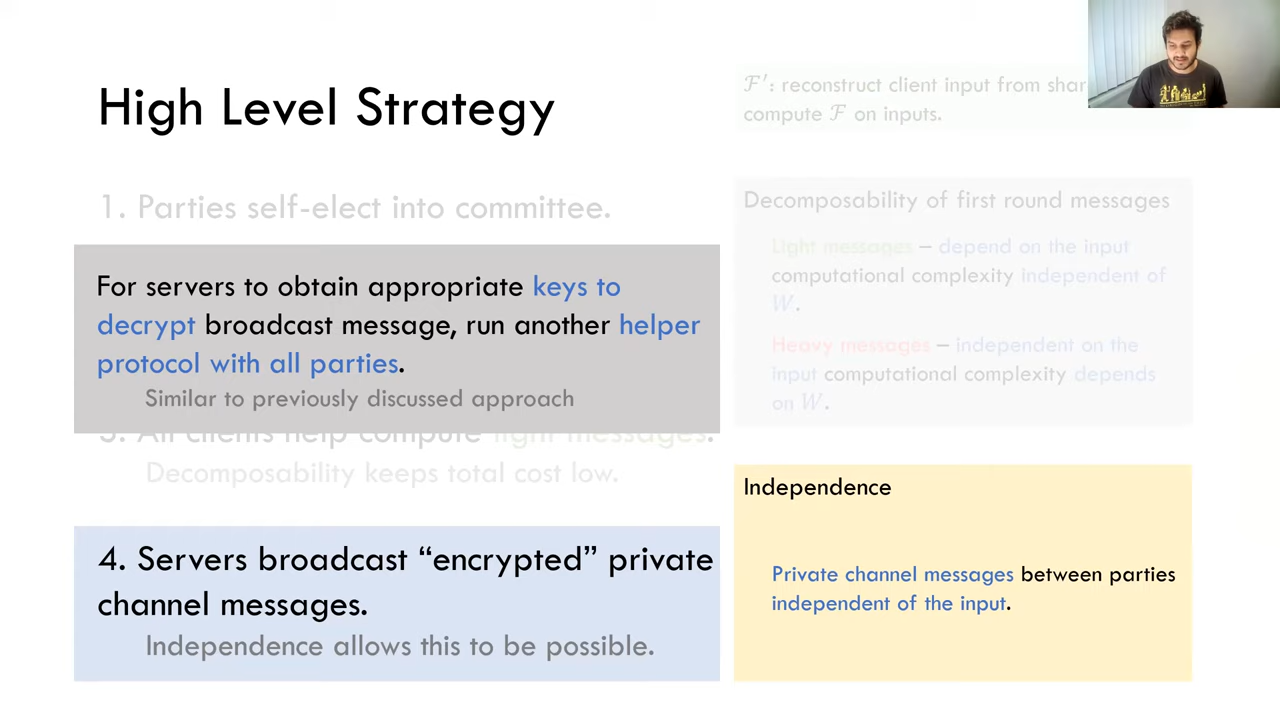 High Level Strategy
1. Parties self-elect into committee.
For servers to obtain appropriate keys to
decrypt broadcast message, run another helper
protocol with all parties.
Similar to previously discussed approach
3. All clients help compute light messages.
Decomposability keeps total cost low.
4. Servers broadcast “encrypted” private
channel messages.
Independence allows this to be possible.
ℱ′: reconstruct client input from
compute ℱ on inputs.
Decomposability of first round messages
Light messages – depend on the input
computational complexity independent of
W.
Heavy messages – independent on the
input computational complexity depends
on W.
Independence
Private channel messages between parties
independent of the input.